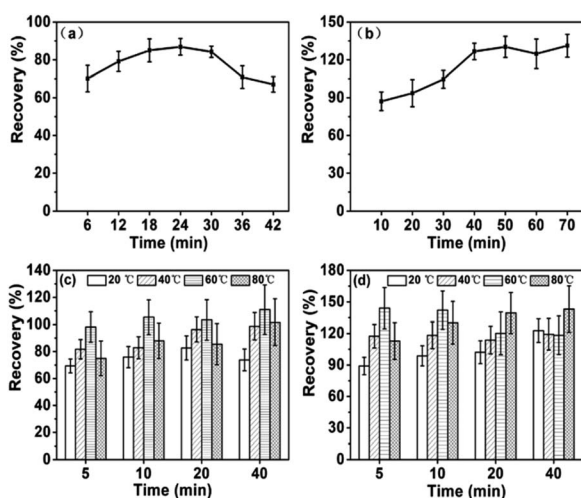 (a)
Recovery (%)
100
80
60
40
20
0
6 12 18 24 30 36 42
Time (min)
(b)
Recovery (%)
150
120
90
60
30
0
10 20 30 40 50 60 70
Time (min)
(c)
20 ℃ 40℃ 60℃ 80℃
Recovery (%)
140
120
100
80
60
40
20
0
5 10 20 40
Time (min)
(d)
20 ℃ 40℃ 60℃ 80℃
Recovery (%)
180
150
120
90
60
30
0
5 10 20 40
Time (min)